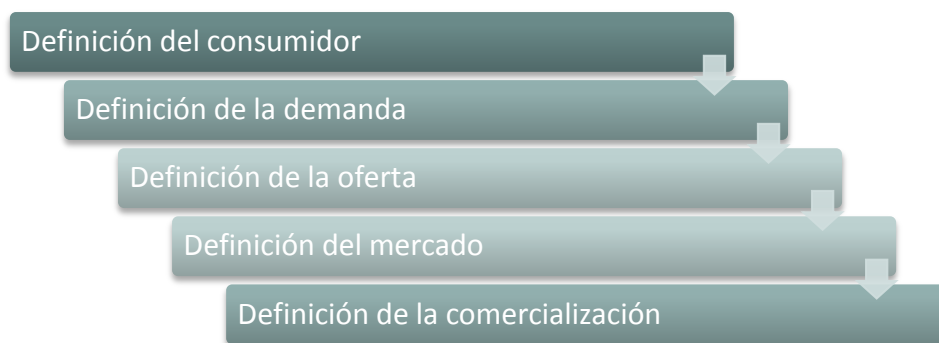 Definición del consumidor
Definición de la demanda
Definición de la oferta
Definición del mercado
Definición de la comercialización